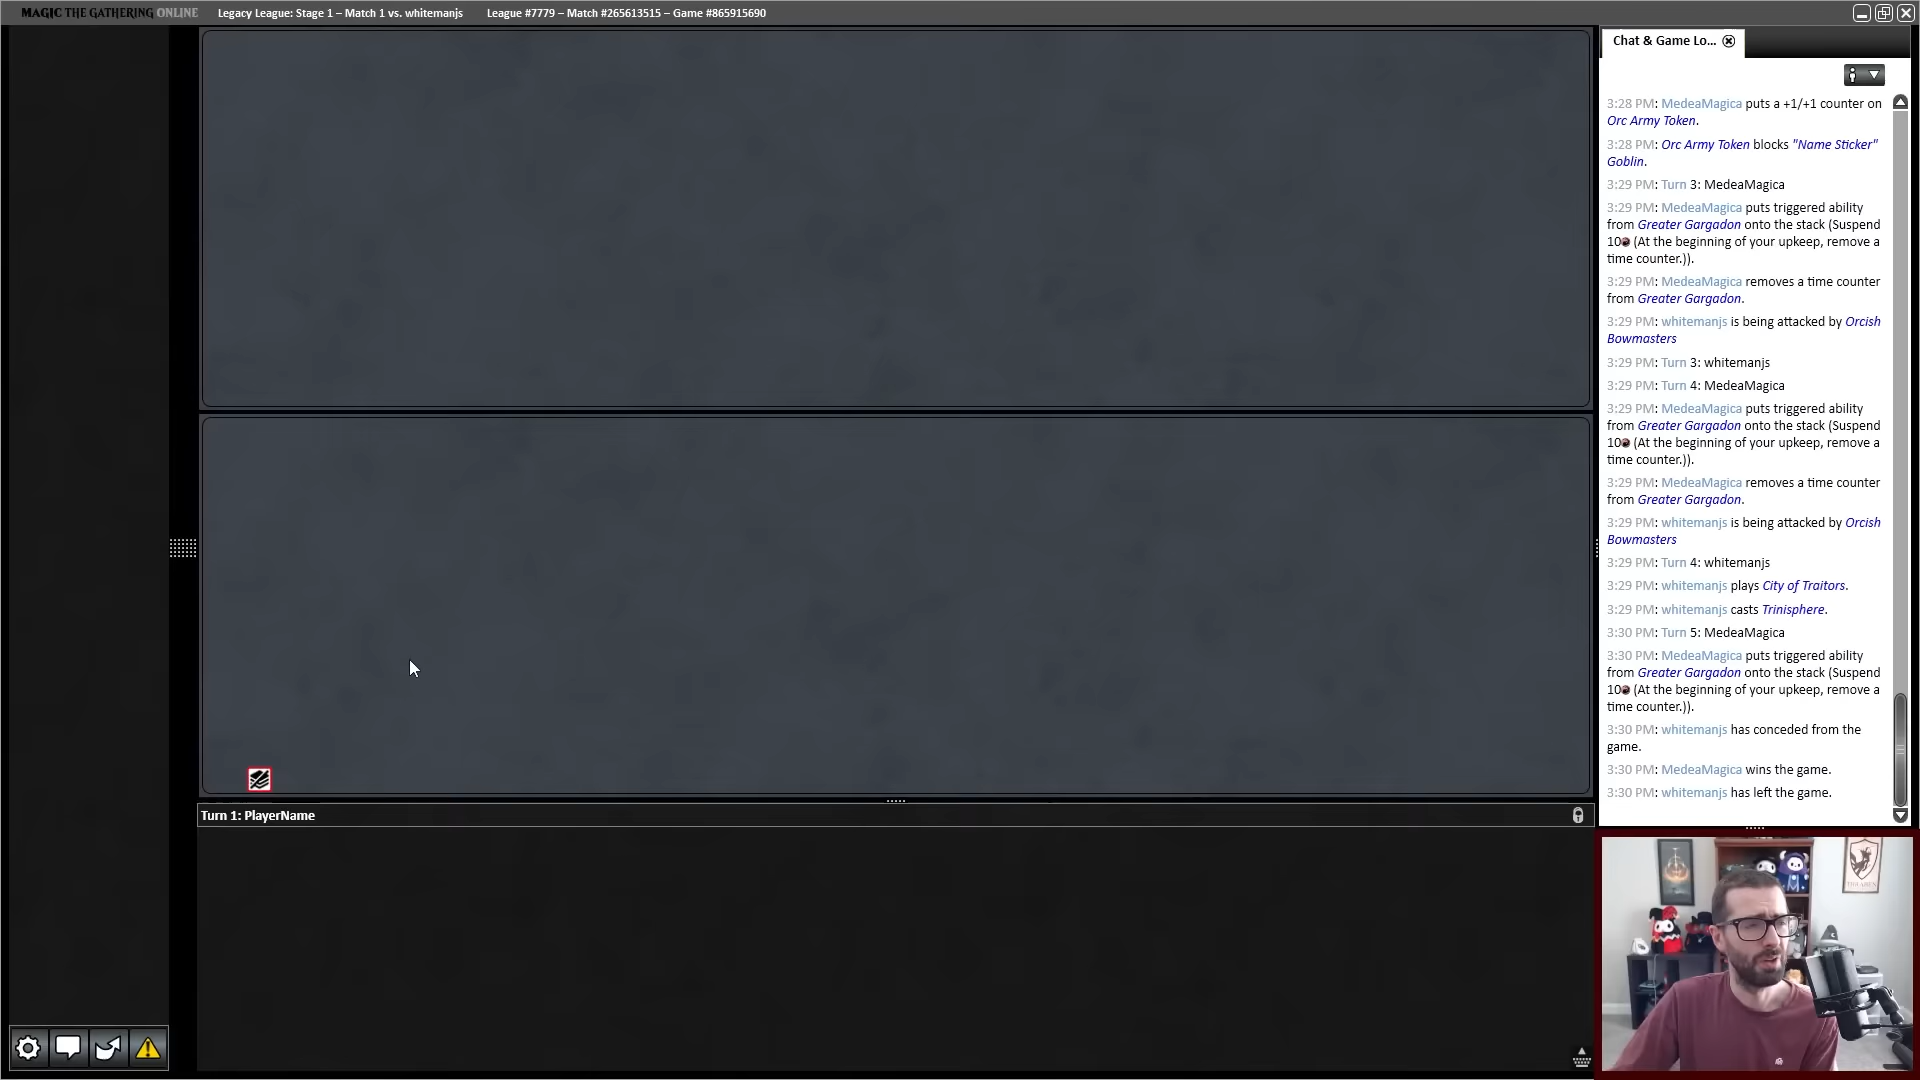 MAGIC THE GATHERING ONLINE
Legacy League: Stage 1 – Match 1 vs. whitemanjs
League #7779 – Match #265613515 – Game #865915690
Chat & Game Lo...
3:28 PM: MedeaMagica puts a +1/+1 counter on
Orc Army Token.
3:28 PM: Orc Army Token blocks "Name Sticker"
Goblin.
3:29 PM: Turn 3: MedeaMagica
3:29 PM: MedeaMagica puts triggered ability
from Greater Gargadon onto the stack (Suspend
10 (At the beginning of your upkeep, remove a
time counter.)).
3:29 PM: MedeaMagica removes a time counter
from Greater Gargadon.
3:29 PM: whitemanjs is being attacked by Orcish
Bowmasters
3:29 PM: Turn 3: whitemanjs
3:29 PM: Turn 4: MedeaMagica
3:29 PM: MedeaMagica puts triggered ability
from Greater Gargadon onto the stack (Suspend
10 (At the beginning of your upkeep, remove a
time counter.)).
3:29 PM: MedeaMagica removes a time counter
from Greater Gargadon.
3:29 PM: whitemanjs is being attacked by Orcish
Bowmasters
3:29 PM: Turn 4: whitemanjs
3:29 PM: whitemanjs plays City of Traitors.
3:29 PM: whitemanjs casts Trinisphere.
3:30 PM: Turn 5: MedeaMagica
3:30 PM: MedeaMagica puts triggered ability
from Greater Gargadon onto the stack (Suspend
10 (At the beginning of your upkeep, remove a
time counter.)).
3:30 PM: whitemanjs has conceded from the
game.
3:30 PM: MedeaMagica wins the game.
3:30 PM: whitemanjs has left the game.
Turn 1: PlayerName